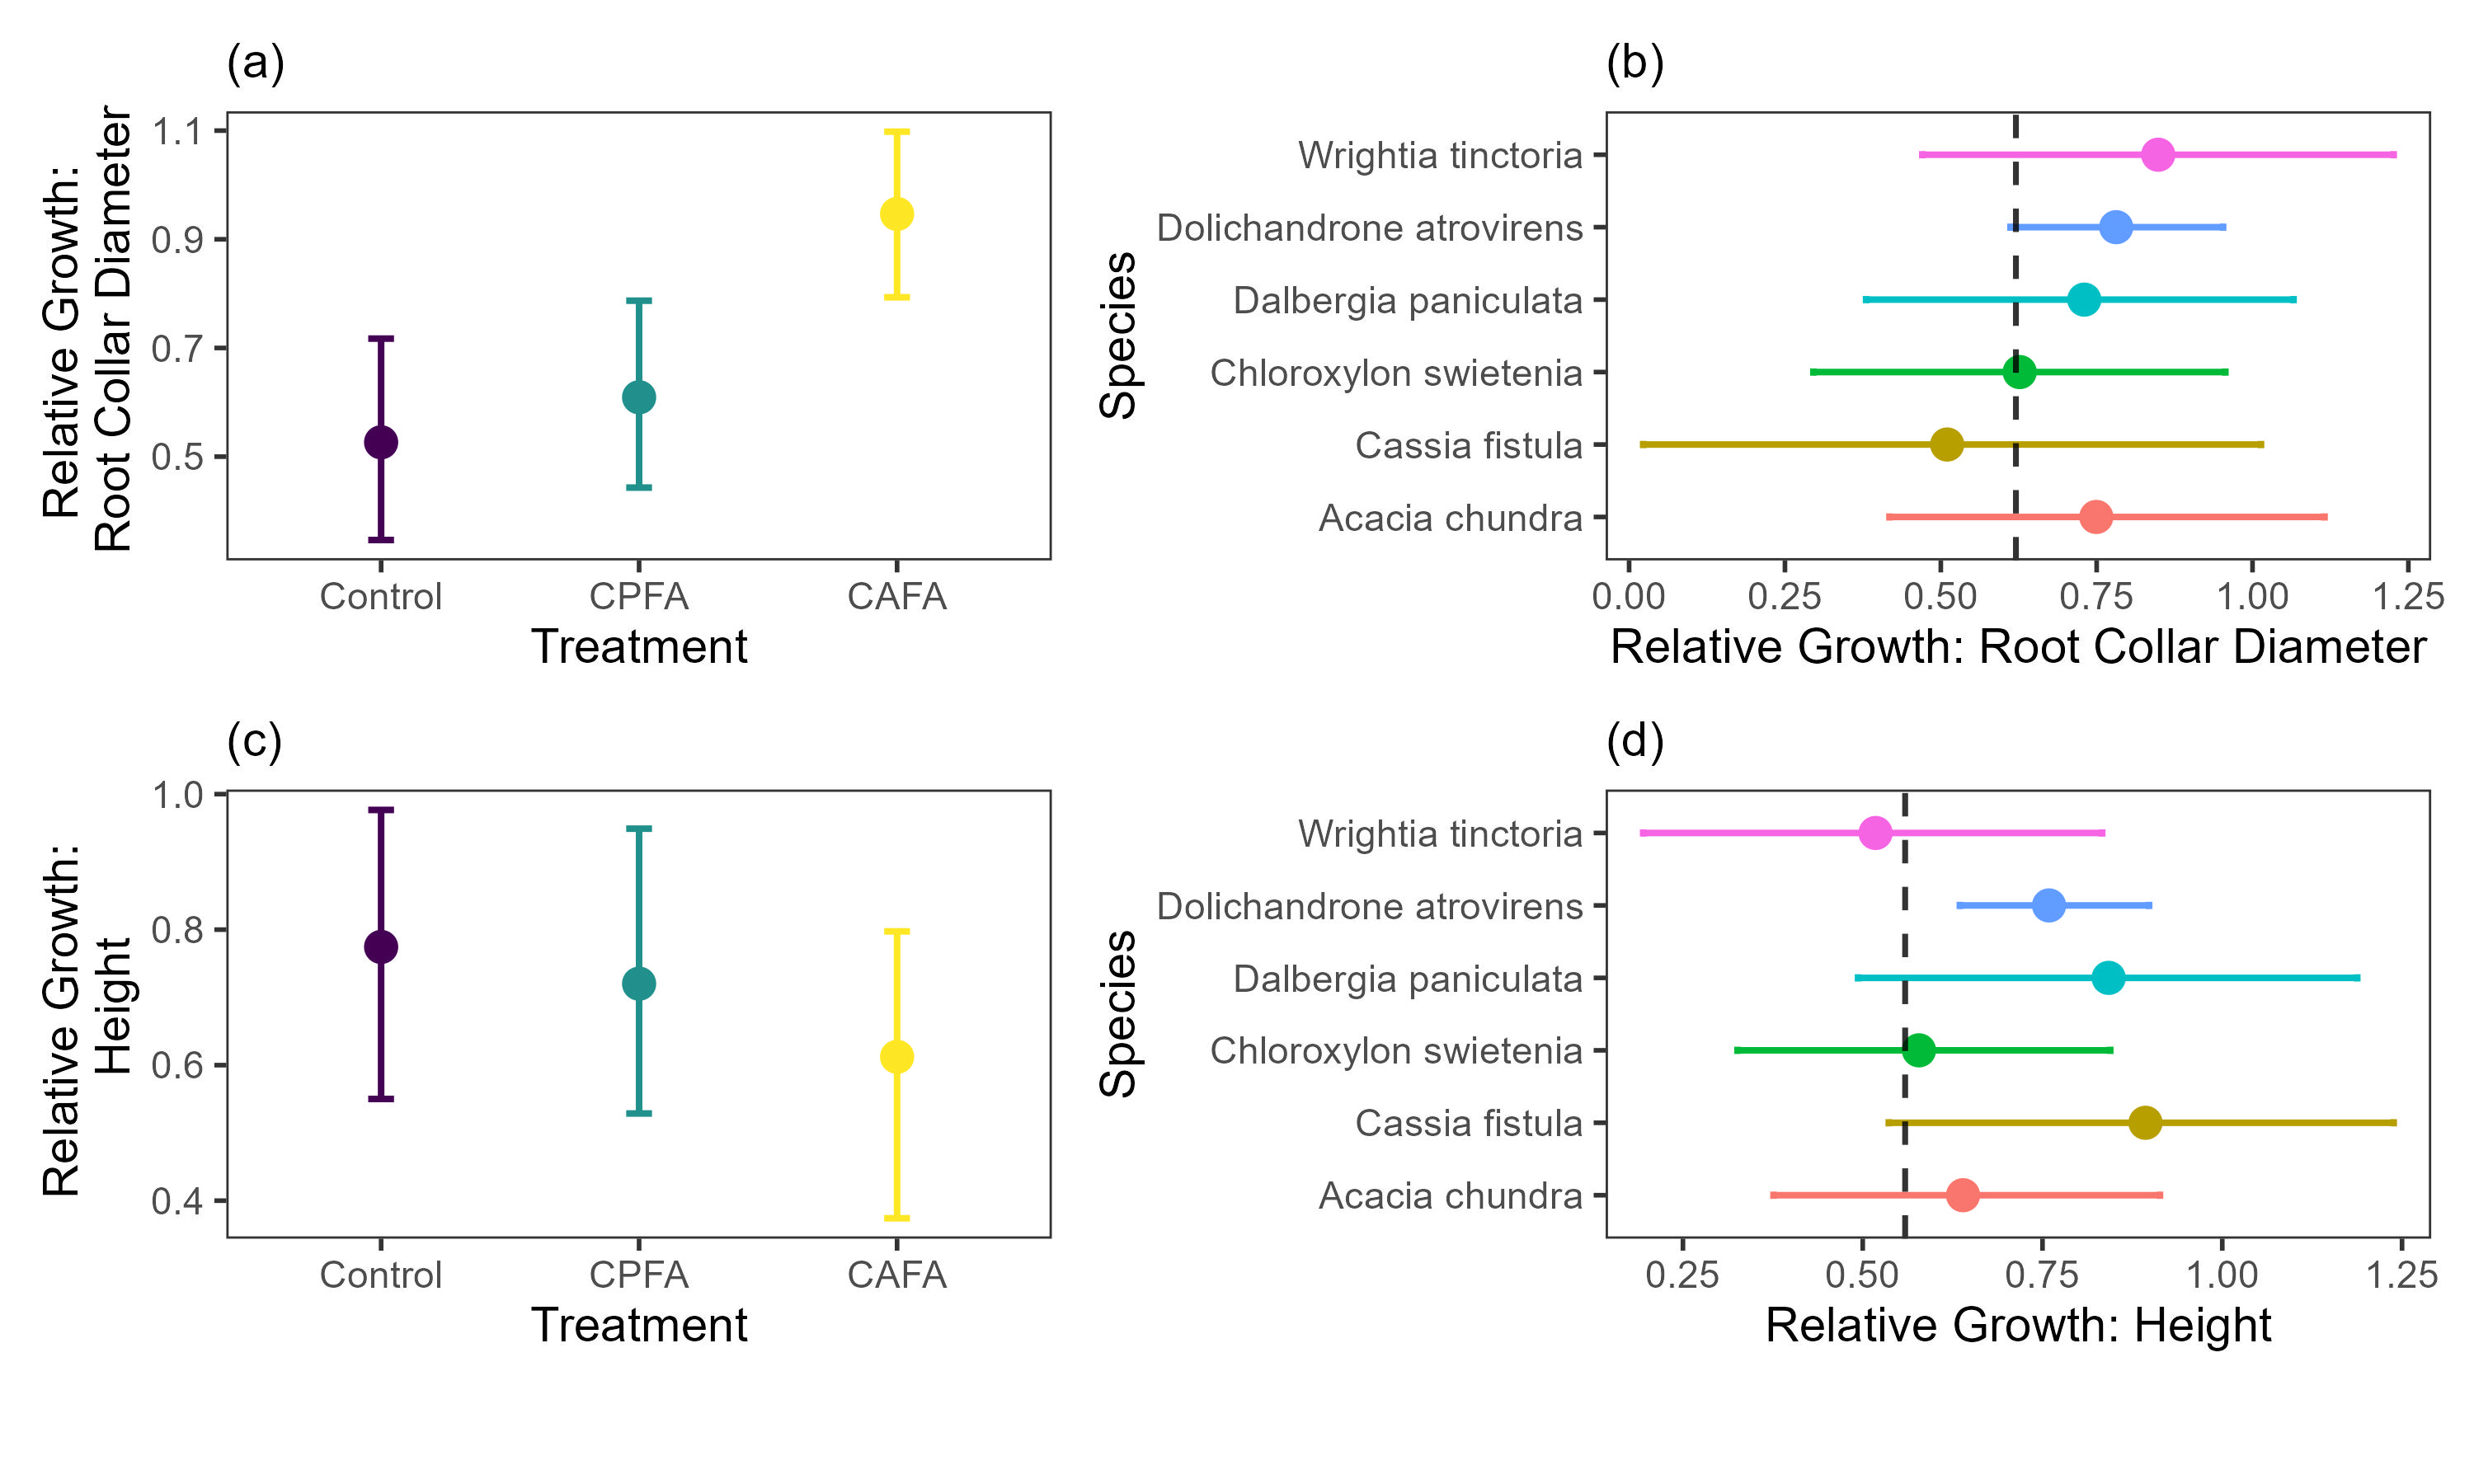 (a)
Relative Growth:
Root Collar Diameter
1.1
0.9
0.7
0.5
Control CPFA CAFA
Treatment
(b)
Species
Wrightia tinctoria
Dolichandrone atrovirens
Dalbergia paniculata
Chloroxylon swietenia
Cassia fistula
Acacia chundra
0.00 0.25 0.50 0.75 1.00 1.25
Relative Growth: Root Collar Diameter
(c)
Relative Growth:
Height
1.0
0.8
0.6
0.4
Control CPFA CAFA
Treatment
(d)
Species
Wrightia tinctoria
Dolichandrone atrovirens
Dalbergia paniculata
Chloroxylon swietenia
Cassia fistula
Acacia chundra
0.25 0.50 0.75 1.00 1.25
Relative Growth: Height